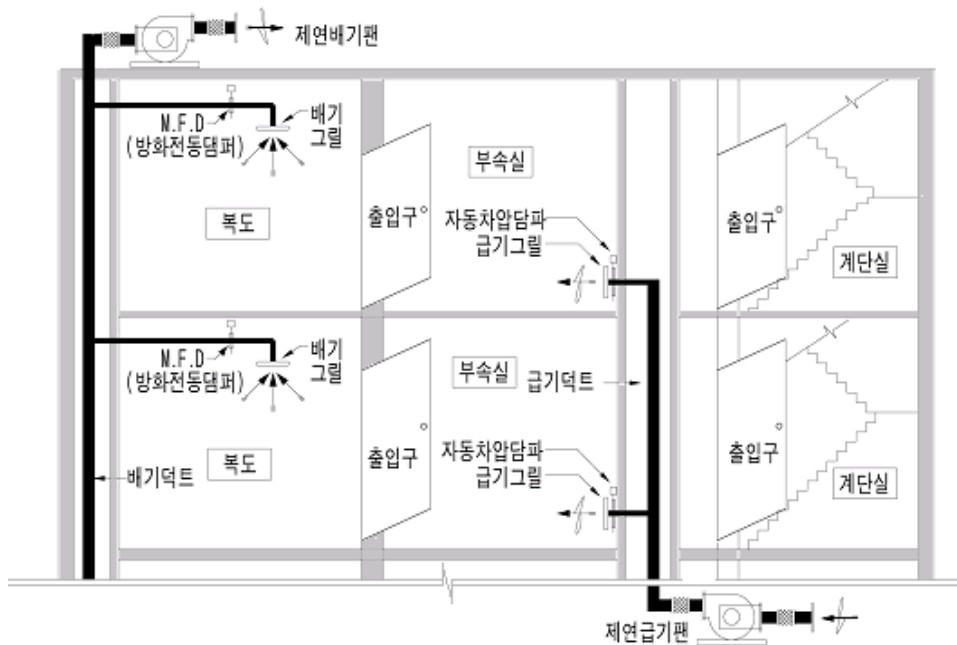 제연배기팬
M.F.D
(방화전동댐퍼)
배기
그릴
복도
출입구
부속실
자동차압담파
급기그릴
출입구
계단실
M.F.D
(방화전동댐퍼)
배기
그릴
복도
배기덕트
출입구
부속실
급기덕트
자동차압담파
급기그릴
출입구
계단실
제연급기팬